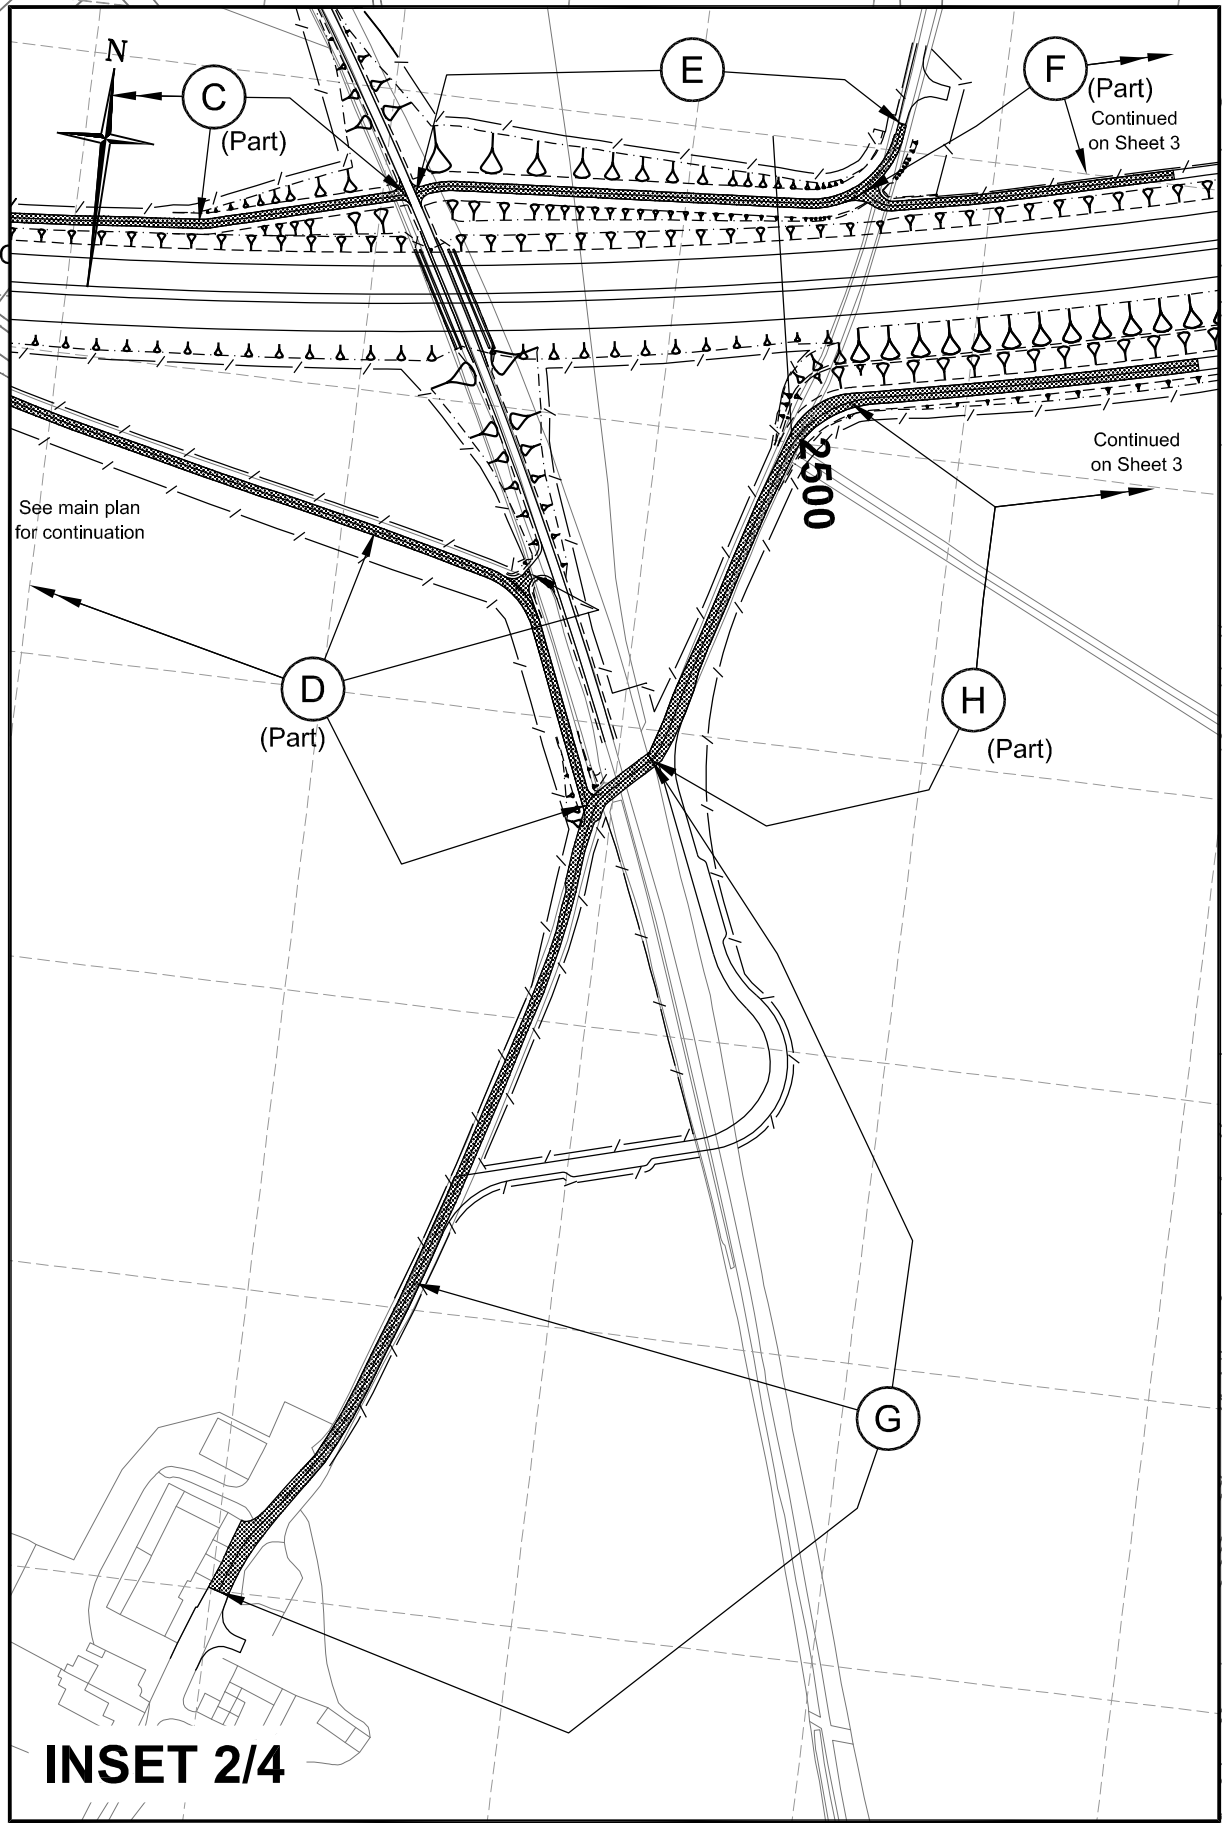 N
C
(Part)
E
F
(Part)
Continued
on Sheet 3
2500
Continued
on Sheet 3
See main plan
for continuation
D
(Part)
H
(Part)
G
INSET 2/4